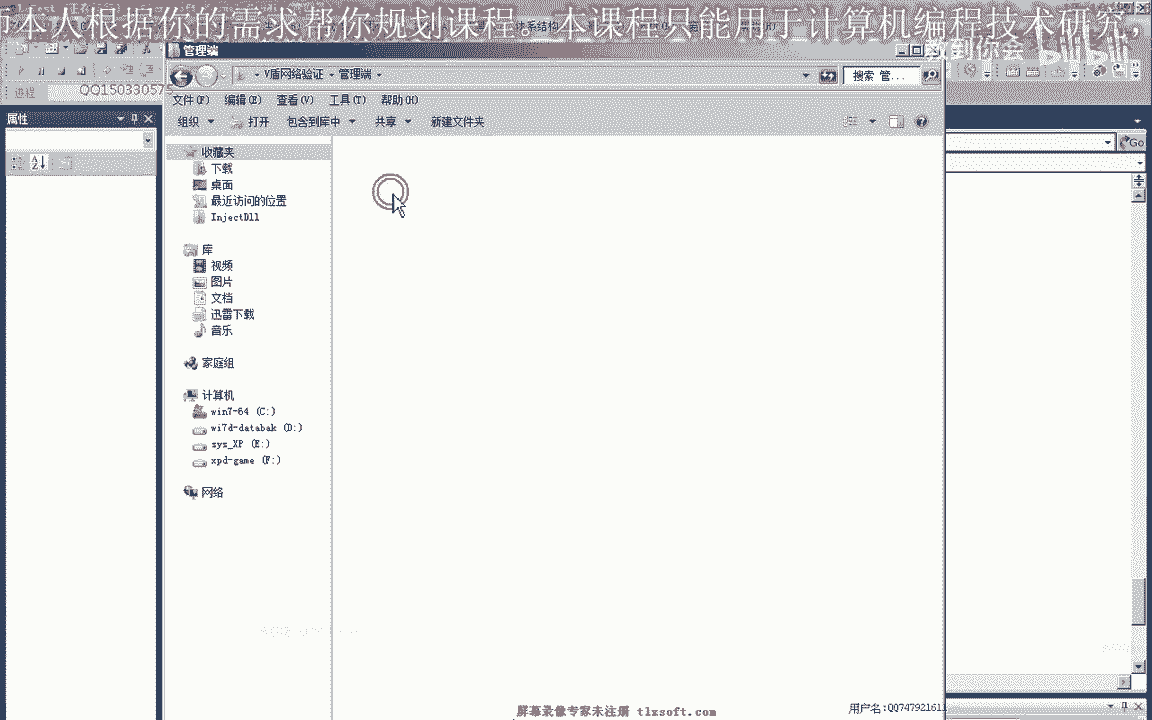 本人根据你的需求帮你规划课程。本课程只能用于计算机编程技术研究,
教到你会 bilibili
QQ150330575
进程
管理端
V盾网络验证 管理端
搜索 管...
文件(F) 编辑(E) 查看(V) 工具(T) 帮助(H)
组织 打开 包含到库中 共享 新建文件夹
属性
Go
收藏夹
下载
桌面
最近访问的位置
InjectDll
库
视频
图片
文档
迅雷下载
音乐
家庭组
计算机
win7-64 (C:)
wi7d-databak (D:)
sys_XP (E:)
xpd-game (F:)
网络
屏幕录像专家未注册 tlxsoft.com
用户名:QQ74792161